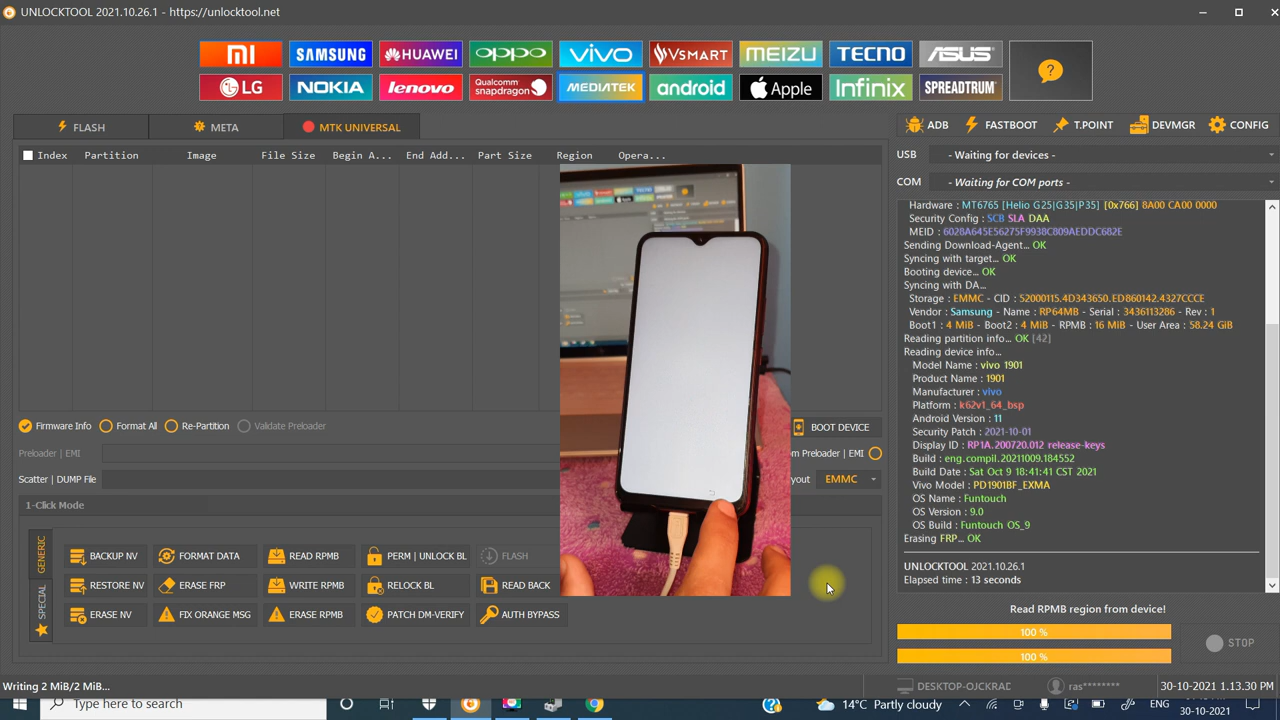 UNLOCKTOOL 2021.10.26.1 - https://unlocktool.net
SAMSUNG HUAWEI oppo vivo VSMART MEIZU TECNO ASUS
LG NOKIA lenovo Qualcomm snapdragon MEDIATEK android Apple Infinix SPREADTRUM
?
FLASH META MTK UNIVERSAL
ADB FASTBOOT T.POINT DEVMGR CONFIG
Index Partition Image File Size Begin A... End Add... Part Size Region Opera...
USB - Waiting for devices -
COM - Waiting for COM ports -
Hardware : MT6765 [Helio G25|G35|P35] [0x766] 8A00 CA00 0000
Security Config : SCB SLA DAA
MEID : 6028A645E56275F9938C809AEDDC682E
Sending Download-Agent... OK
Syncing with target... OK
Booting device... OK
Syncing with DA...
Storage : EMMC - CID : 52000115.4D343650.ED860142.4327CCCE
Vendor : Samsung - Name : RP64MB - Serial : 3436113286 - Rev : 1
Boot1 : 4 MiB - Boot2 : 4 MiB - RPMB : 16 MiB - User Area : 58.24 GiB
Reading partition info... OK [42]
Reading device info...
Model Name : vivo 1901
Product Name : 1901
Manufacturer : vivo
Platform : k62v1_64_bsp
Android Version : 11
Security Patch : 2021-10-01
Display ID : RP1A.200720.012 release-keys
Build : eng.compil.20211009.184552
Build Date : Sat Oct 9 18:41:41 CST 2021
Vivo Model : PD1901BF_EXMA
OS Name : Funtouch
OS Version : 9.0
OS Build : Funtouch OS_9
Erasing FRP... OK
UNLOCKTOOL 2021.10.26.1
Elapsed time : 13 seconds
Firmware Info Format All Re-Partition Validate Preloader
BOOT DEVICE
Preloader | EMI
om Preloader | EMI
Scatter | DUMP File
yout EMMC
1-Click Mode
GENERIC
SPECIAL
BACKUP NV FORMAT DATA READ RPMB PERM | UNLOCK BL FLASH
RESTORE NV ERASE FRP WRITE RPMB RELOCK BL READ BACK
ERASE NV FIX ORANGE MSG ERASE RPMB PATCH DM-VERIFY AUTH BYPASS
Read RPMB region from device!
100 %
100 %
STOP
Writing 2 MiB/2 MiB...
DESKTOP-OJCKRAD ras******** 30-10-2021 1.13.30 PM
Type here to search
14°C Partly cloudy
ENG
30-10-2021